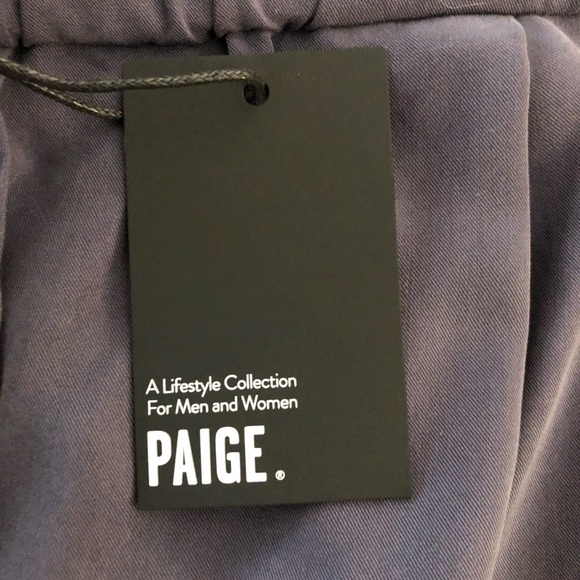 A Lifestyle Collection
For Men and Women
PAIGE®